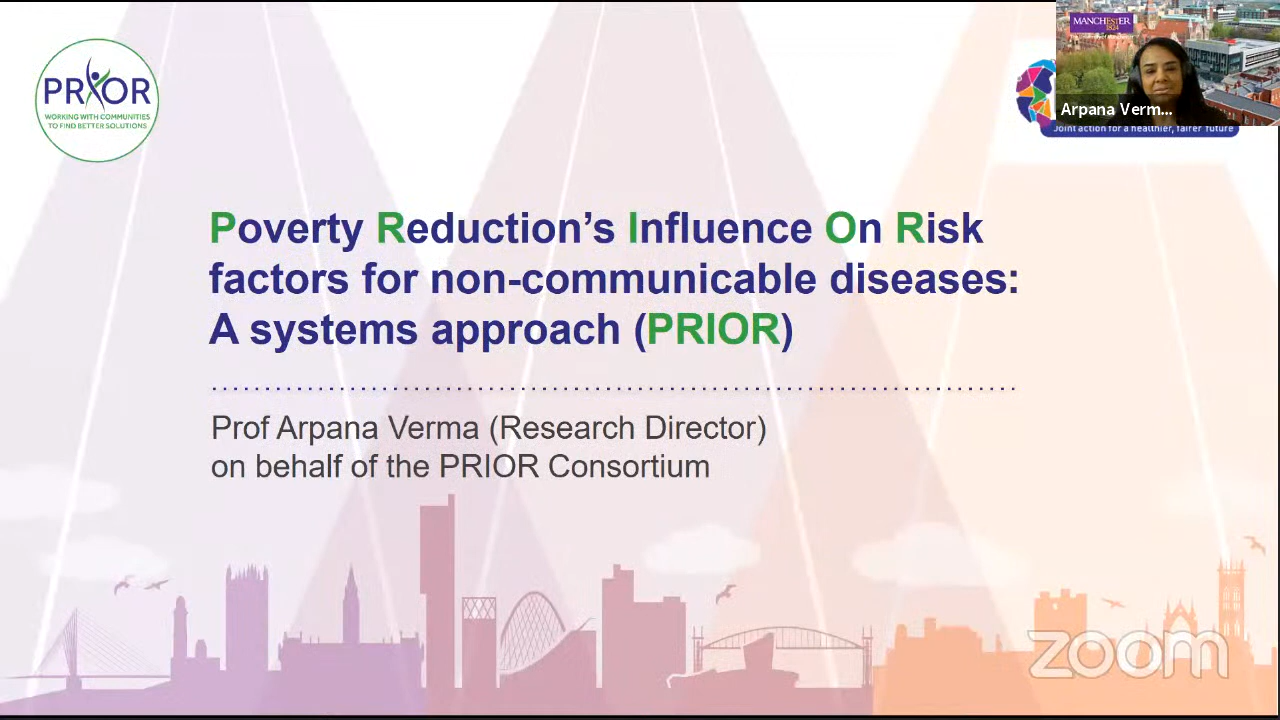 PRIOR
WORKING WITH COMMUNITIES
TO FIND BETTER SOLUTIONS
MANCHESTER
1824
Arpana Verm...
Joint action for a healthier, fairer future
Poverty Reduction's Influence On Risk
factors for non-communicable diseases:
A systems approach (PRIOR)
Prof Arpana Verma (Research Director)
on behalf of the PRIOR Consortium
zoom